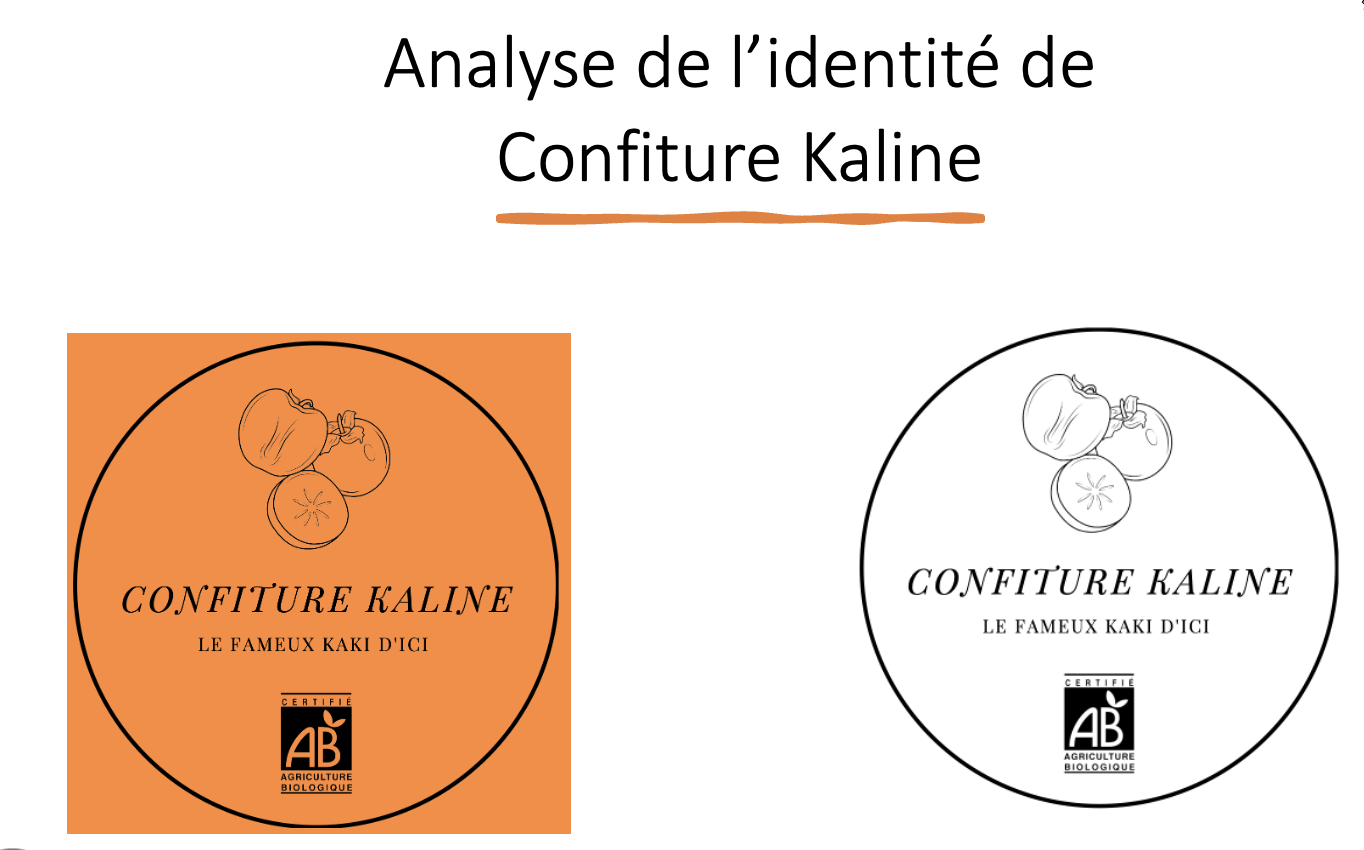 Analyse de l’identité de
Confiture Kaline
CONFITURE KALINE
LE FAMEUX KAKI D'ICI
CERTIFIÉ
AB
AGRICULTURE
BIOLOGIQUE
CONFITURE KALINE
LE FAMEUX KAKI D'ICI
CERTIFIÉ
AB
AGRICULTURE
BIOLOGIQUE